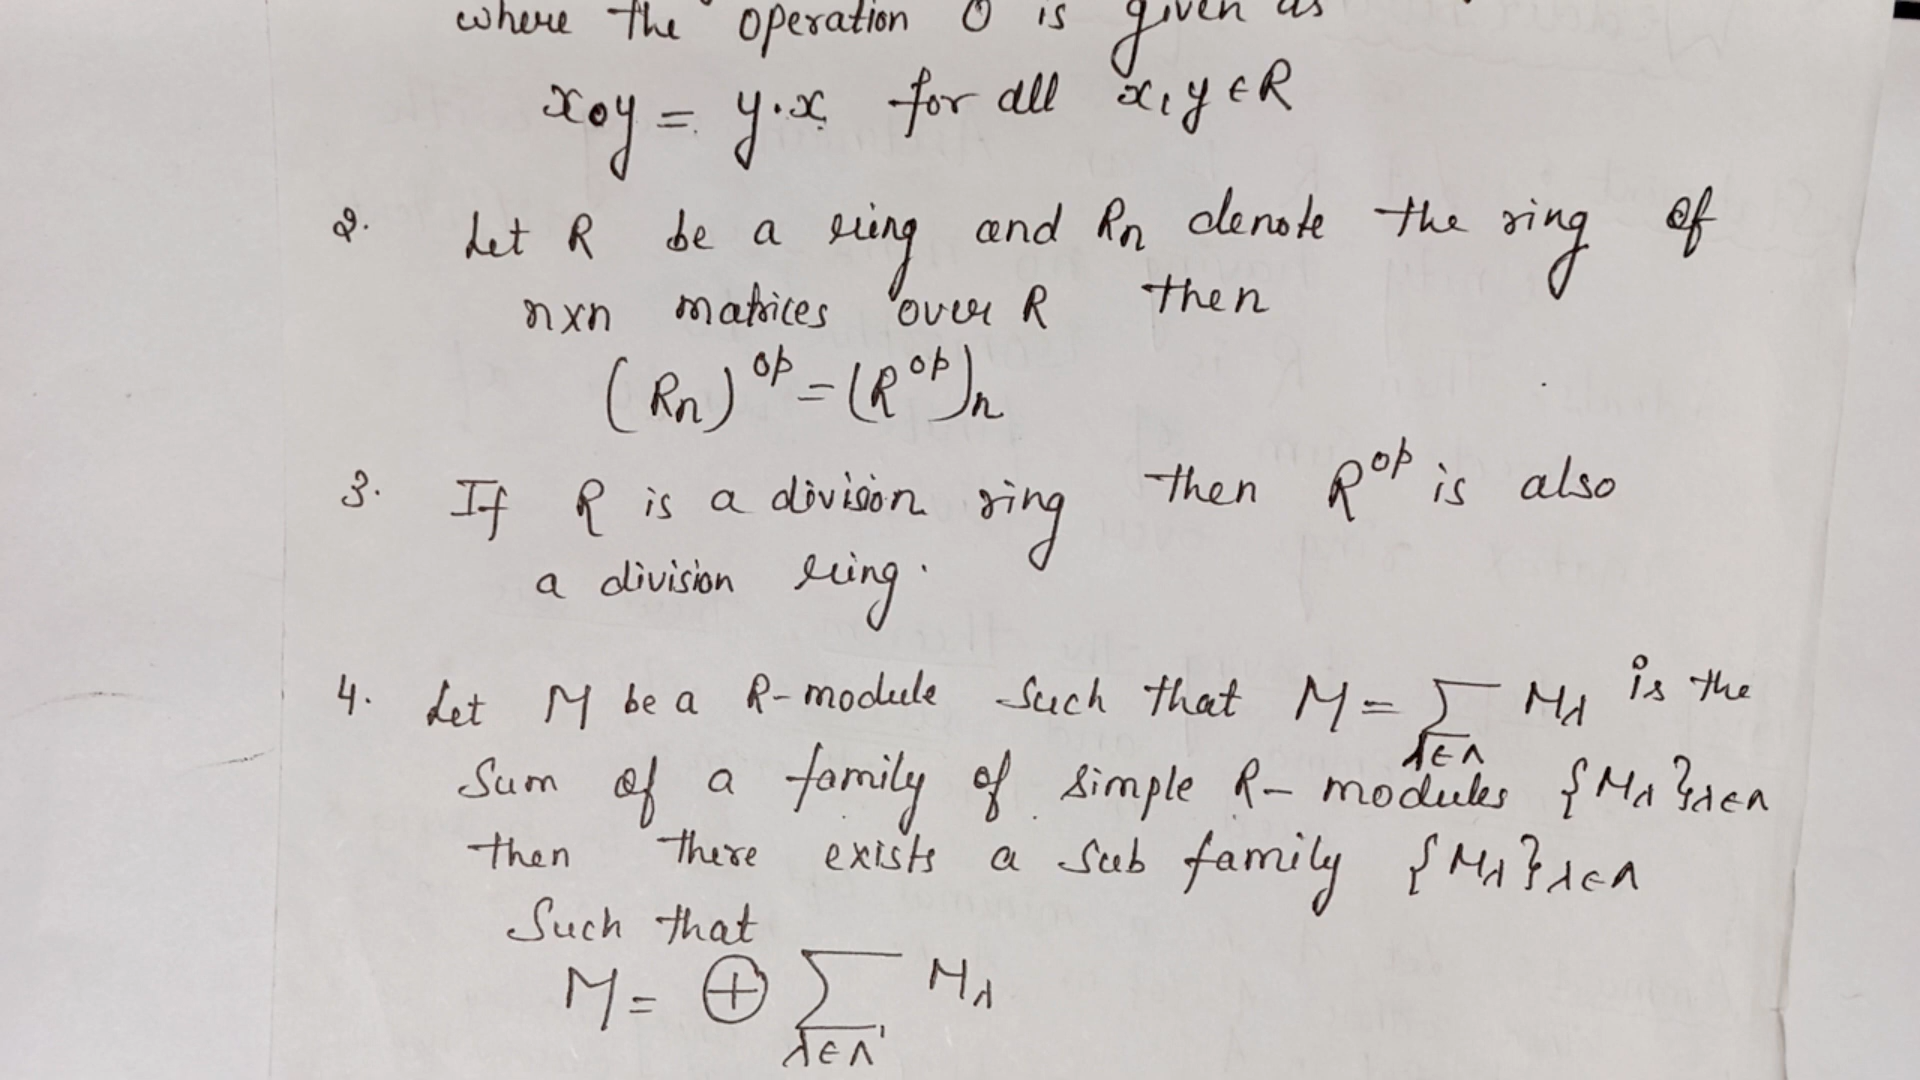 where the operation O is given as
xoy = y.x for all x, y ∈ R
2. Let R be a ring and Rn denote the ring of
nxn matrices over R then
(Rn)^op = (R^op)n
3. If R is a division ring then R^op is also
a division ring.
4. Let M be a R-module such that M = ∑_{λ∈Λ} Mλ is the
Sum of a family of simple R- modules {Mλ}λ∈Λ
then there exists a sub family {Mλ}λ∈Λ
Such that
M = ⊕ ∑_{λ∈Λ'} Mλ